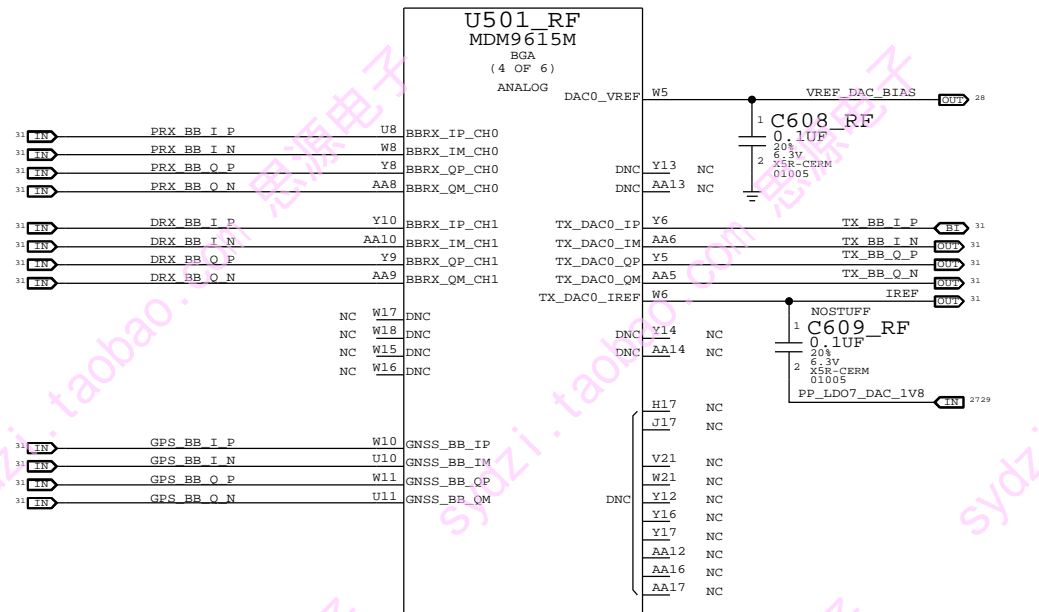 U501_RF
MDM9615M
BGA
(4 OF 6)
ANALOG
DAC0_VREF W5 VREF_DAC_BIAS OUT 28
1 C608_RF
0.1UF
20%
6.3V
2 X5R-CERM
01005
31 IN PRX_BB_I_P U8 BBRX_IP_CH0
31 IN PRX_BB_I_N W8 BBRX_IM_CH0
31 IN PRX_BB_Q_P Y8 BBRX_QP_CH0
31 IN PRX_BB_Q_N AA8 BBRX_QM_CH0
DNC Y13 NC
DNC AA13 NC
31 IN DRX_BB_I_P Y10 BBRX_IP_CH1
31 IN DRX_BB_I_N AA10 BBRX_IM_CH1
31 IN DRX_BB_Q_P Y9 BBRX_QP_CH1
31 IN DRX_BB_Q_N AA9 BBRX_QM_CH1
TX_DAC0_IP Y6 TX_BB_I_P BI 31
TX_DAC0_IM AA6 TX_BB_I_N OUT 31
TX_DAC0_QP Y5 TX_BB_Q_P OUT 31
TX_DAC0_QM AA5 TX_BB_Q_N OUT 31
TX_DAC0_IREF W6 IREF OUT 31
NOSTUFF
1 C609_RF
0.1UF
20%
2 6.3V
X5R-CERM
01005
PP_LDO7_DAC_1V8 IN 2729
NC W17 DNC
NC W18 DNC
NC W15 DNC
NC W16 DNC
DNC Y14 NC
DNC AA14 NC
31 IN GPS_BB_I_P W10 GNSS_BB_IP
31 IN GPS_BB_I_N U10 GNSS_BB_IM
31 IN GPS_BB_Q_P W11 GNSS_BB_QP
31 IN GPS_BB_Q_N U11 GNSS_BB_QM
DNC
H17 NC
J17 NC
V21 NC
W21 NC
Y12 NC
Y16 NC
Y17 NC
AA12 NC
AA16 NC
AA17 NC
sydzi.taobao.com 思源电子